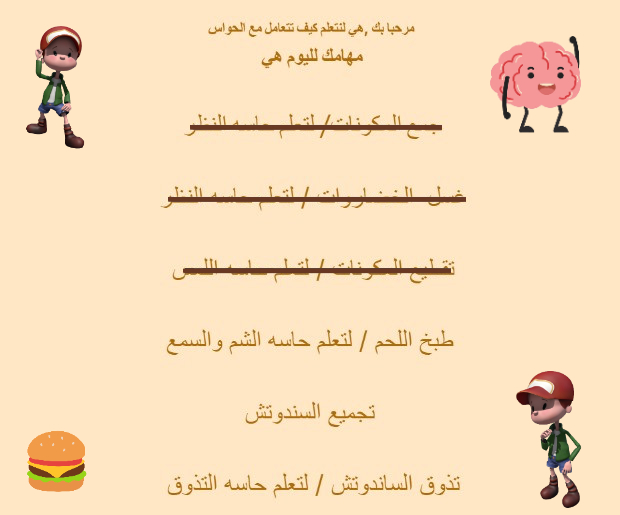 مرحبا بك ,هي لنتعلم كيف تتعامل مع الحواس
مهامك لليوم هي
جمع المكونات/ لتعلم حاسه النظر
غسل الخضاروات / لتعلم حاسه النظر
تقطيع المكونات / لتعلم حاسه اللمس
طبخ اللحم / لتعلم حاسه الشم والسمع
تجميع السندوتش
تذوق الساندوتش / لتعلم حاسه التذوق